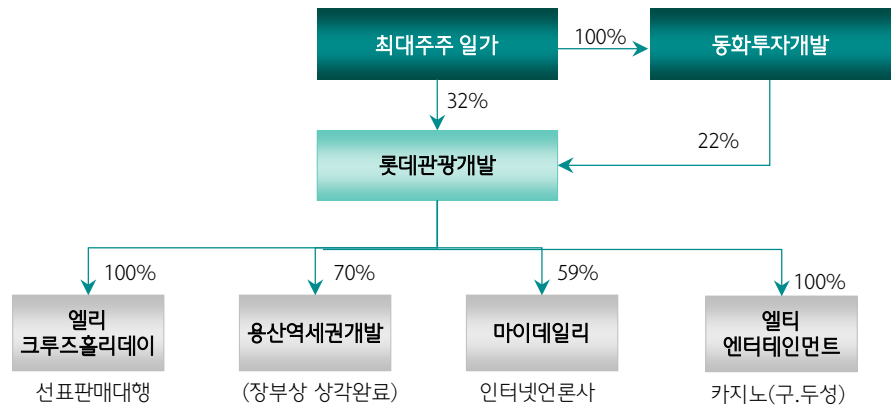 최대주주 일가
100%
동화투자개발
32%
22%
롯데관광개발
100%
70%
59%
100%
엘리
크루즈홀리데이
용산역세권개발
마이데일리
엘티
엔터테인먼트
선표판매대행
(장부상 상각완료)
인터넷언론사
카지노(구.두성)